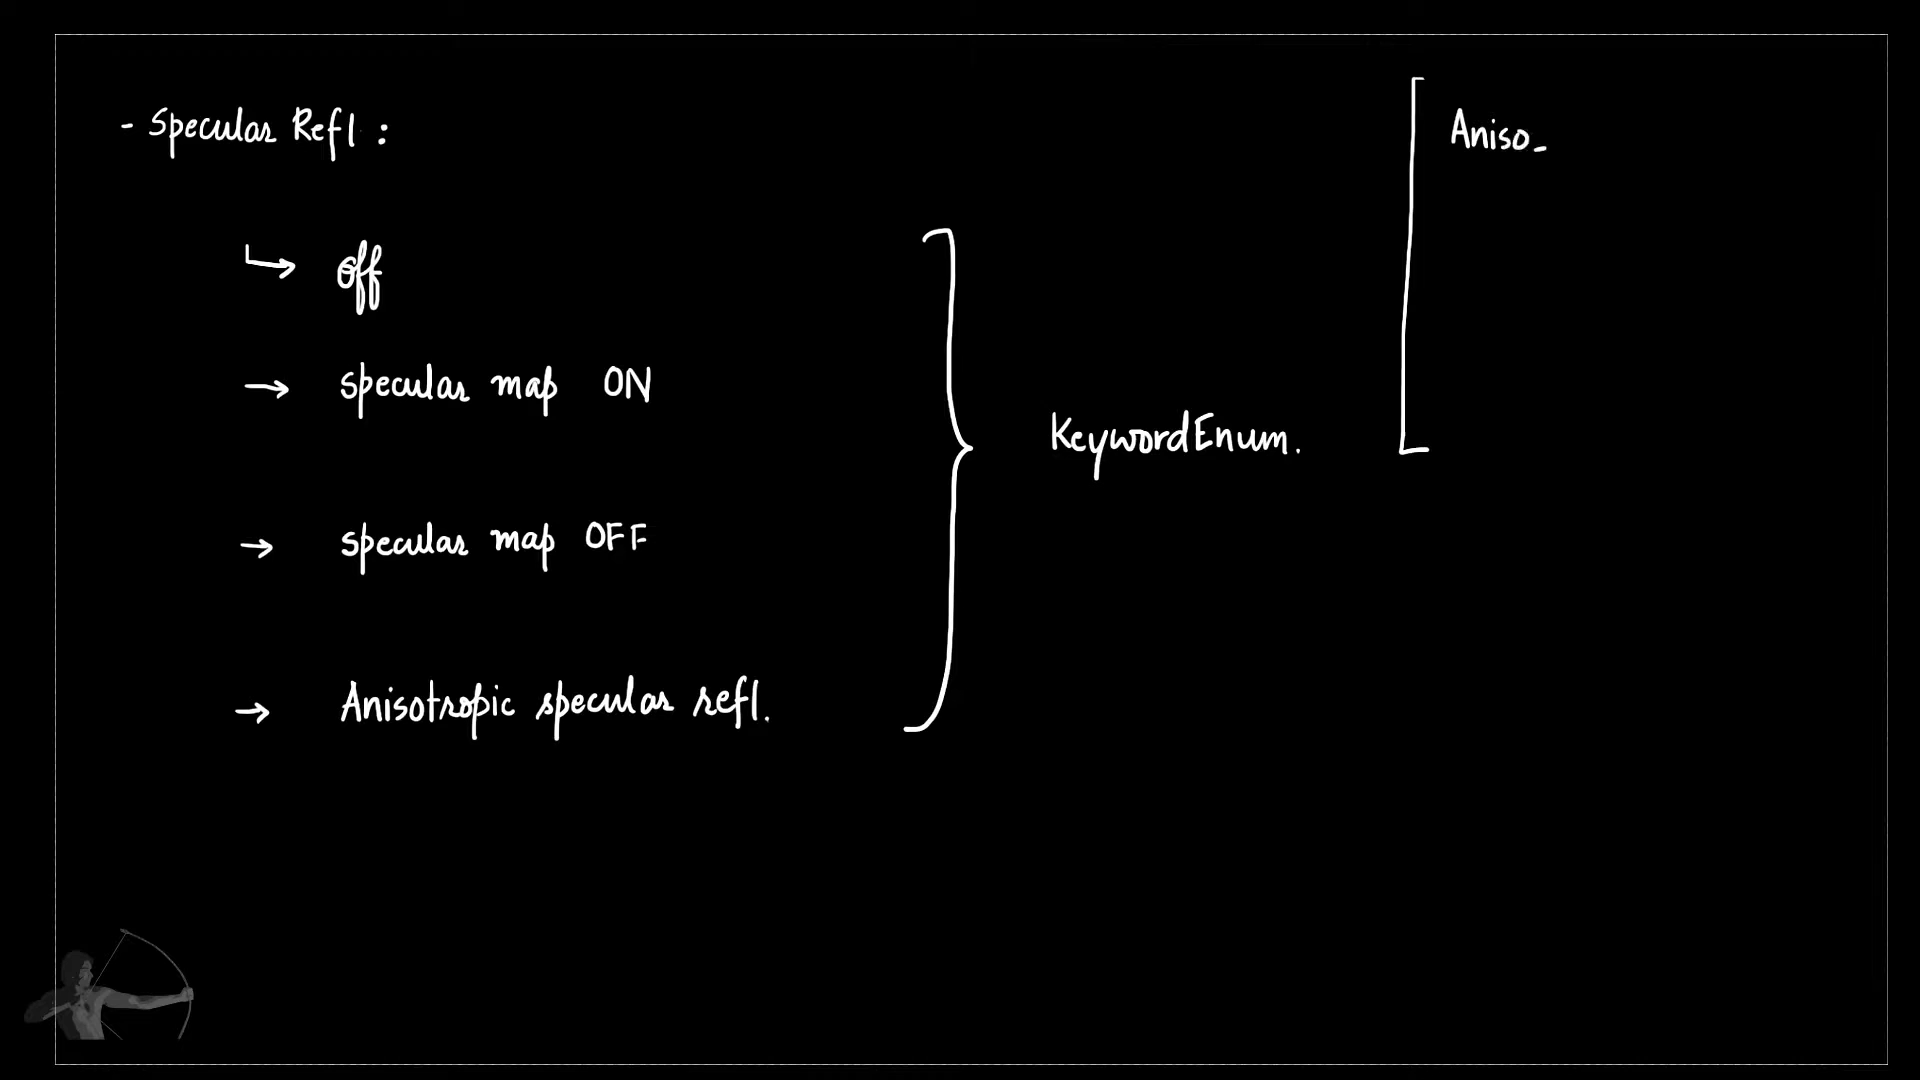 - Specular Refl :
off
specular map ON
specular map OFF
Anisotropic specular refl.
KeywordEnum.
Aniso_